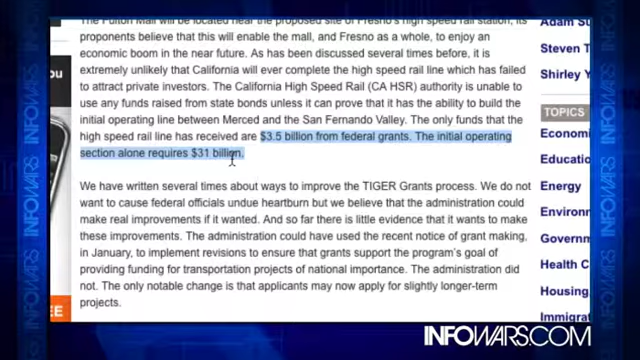 The Fulton Mall will be located near the proposed site of Fresno's high speed rail station, its
proponents believe that this will enable the mall, and Fresno as a whole, to enjoy an
economic boom in the near future. As has been discussed several times before, it is
extremely unlikely that California will ever complete the high speed rail line which has failed
to attract private investors. The California High Speed Rail (CA HSR) authority is unable to
use any funds raised from state bonds unless it can prove that it has the ability to build the
initial operating line between Merced and the San Fernando Valley. The only funds that the
high speed rail line has received are $3.5 billion from federal grants. The initial operating
section alone requires $31 billion.
We have written several times about ways to improve the TIGER Grants process. We do not
want to cause federal officials undue heartburn but we believe that the administration could
make real improvements if it wanted. And so far there is little evidence that it wants to make
these improvements. The administration could have used the recent notice of grant making,
in January, to implement revisions to ensure that grants support the program's goal of
providing funding for transportation projects of national importance. The administration did
not. The only notable change is that applicants may now apply for slightly longer-term
projects.
Adam Su
Steven T
Shirley Y
TOPICS
Economi
Educatio
Energy
Environm
Governm
Health C
Housing
Immigrat
ou
EE
INFOWARS
INFOWARS
INFOWARS
INFOWARS
INFOWARS.COM